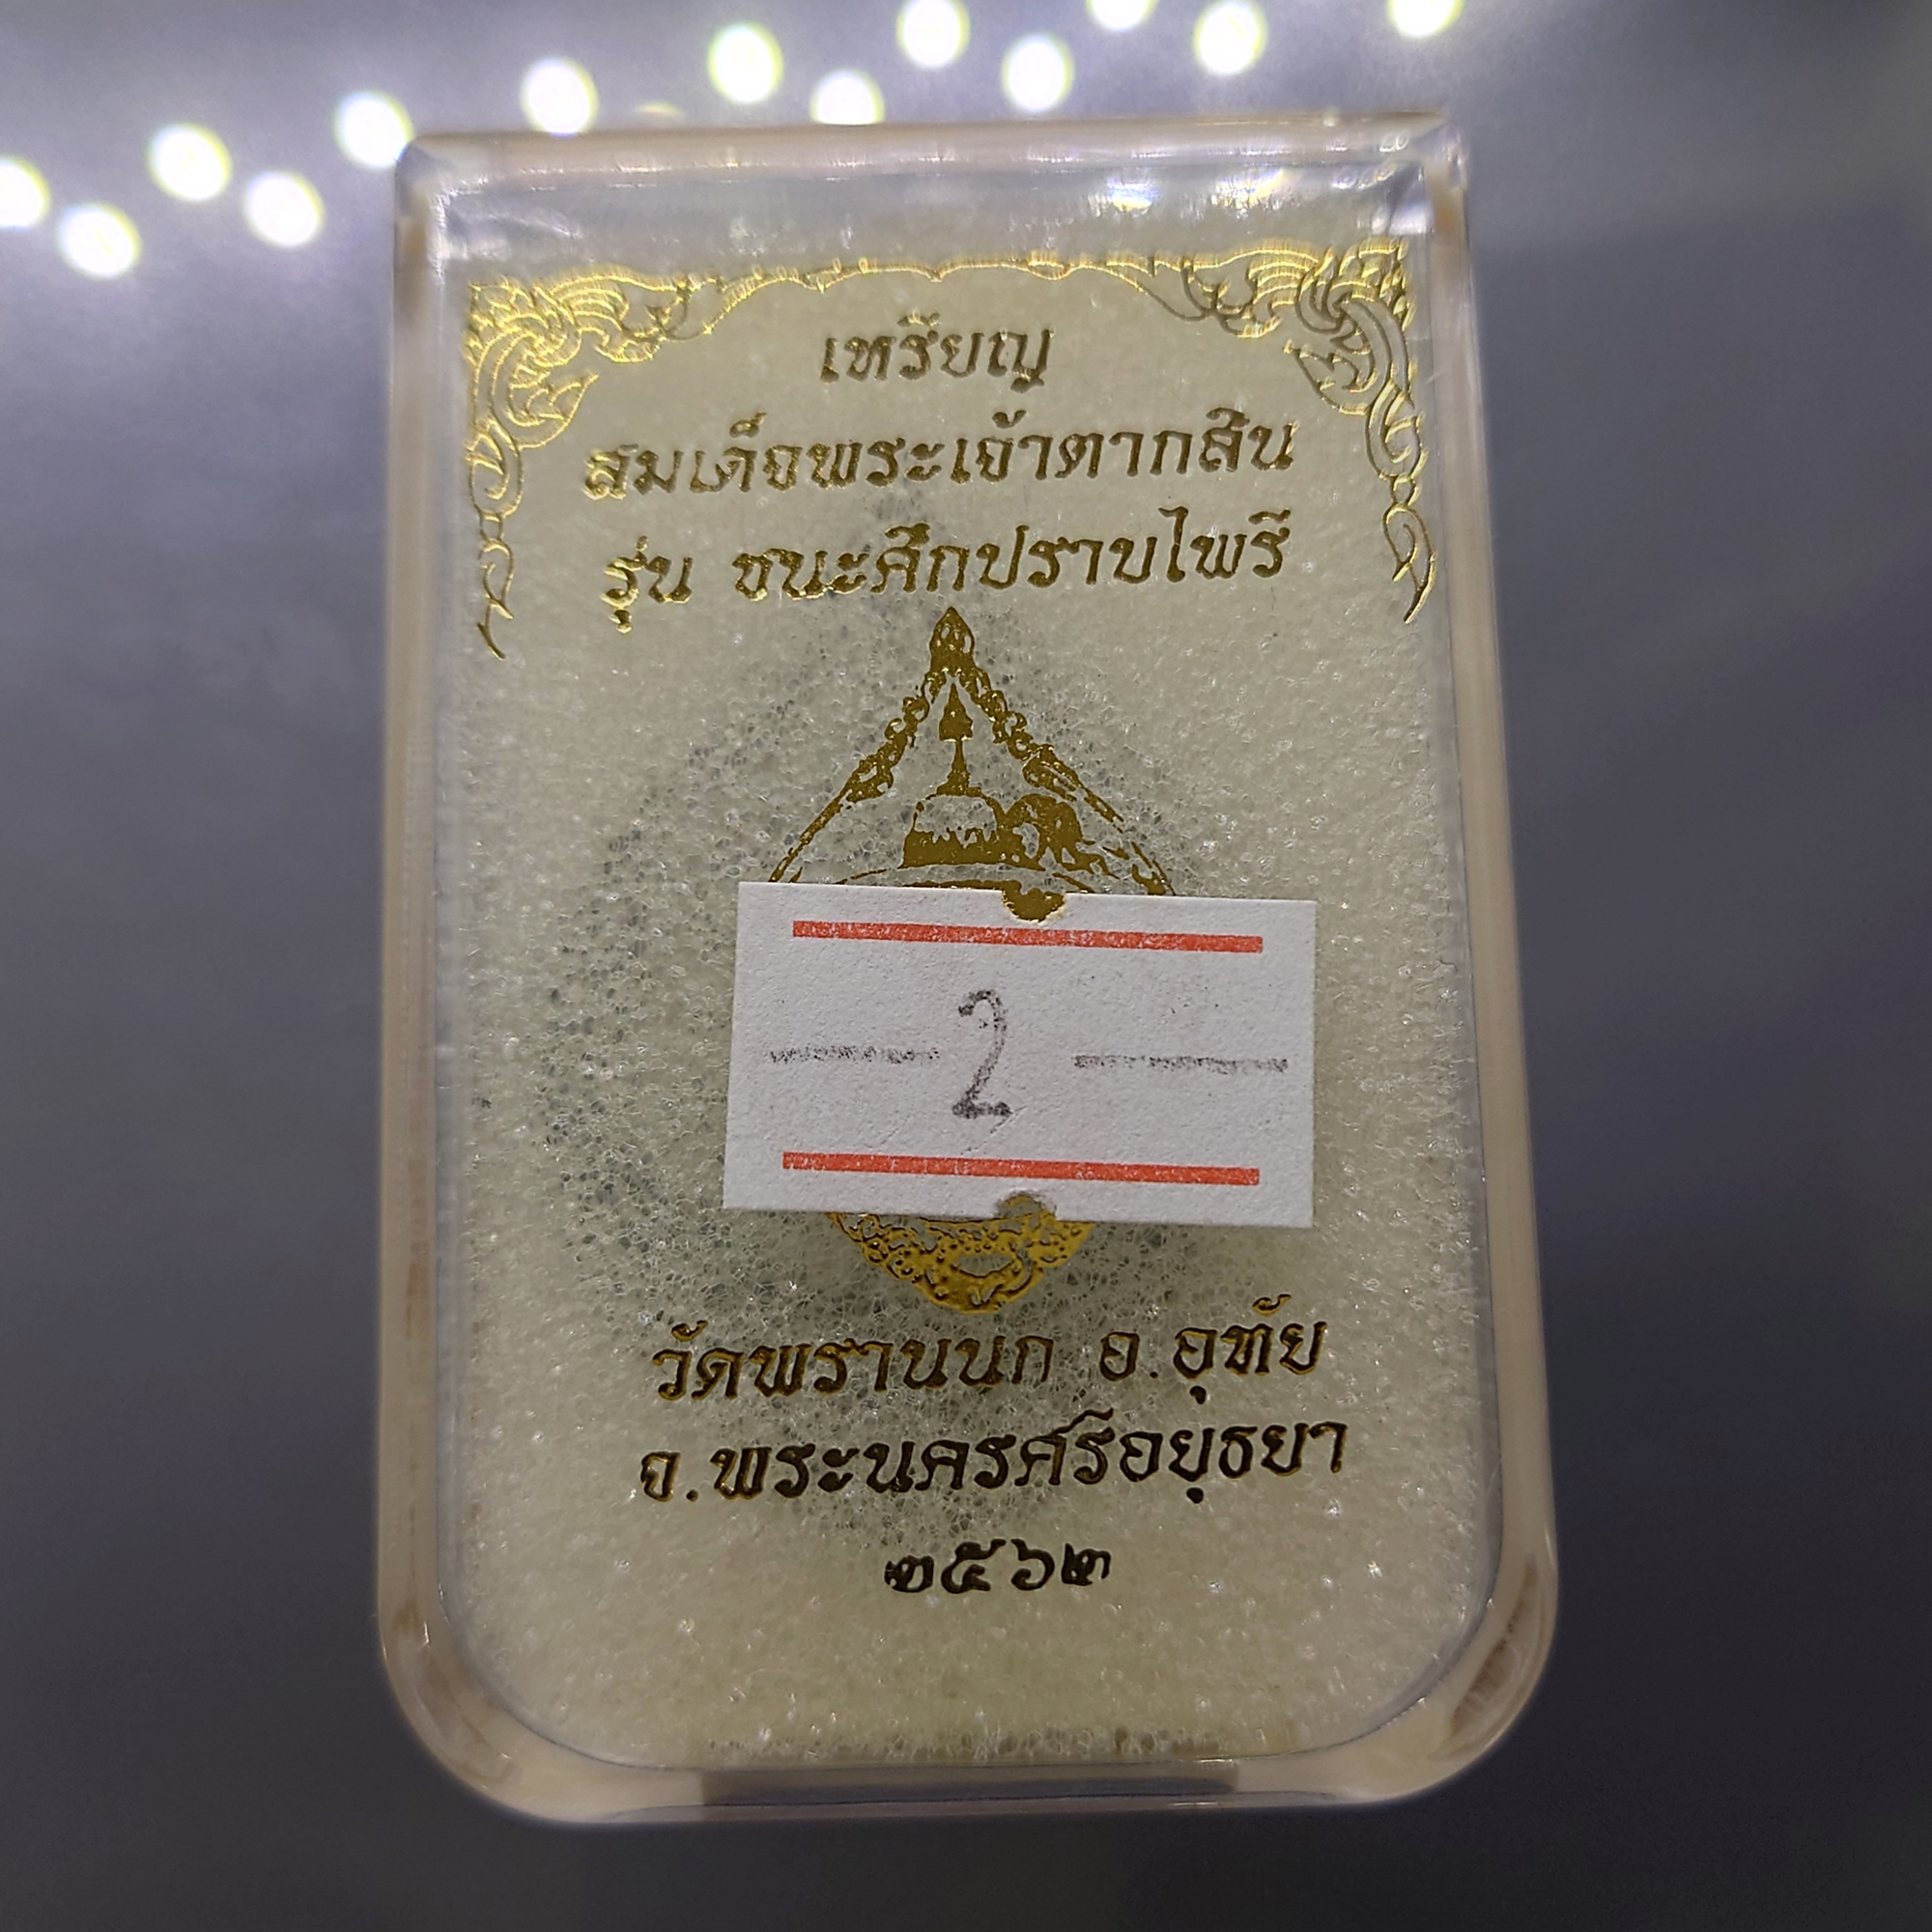 เหรียญ
สมเด็จพระเจ้าตากสิน
รุ่น ชนะศึกปราบไพรี
2
วัดพรานนก อ.อุทัย
จ.พระนครศรีอยุธยา
๒๕๖๒